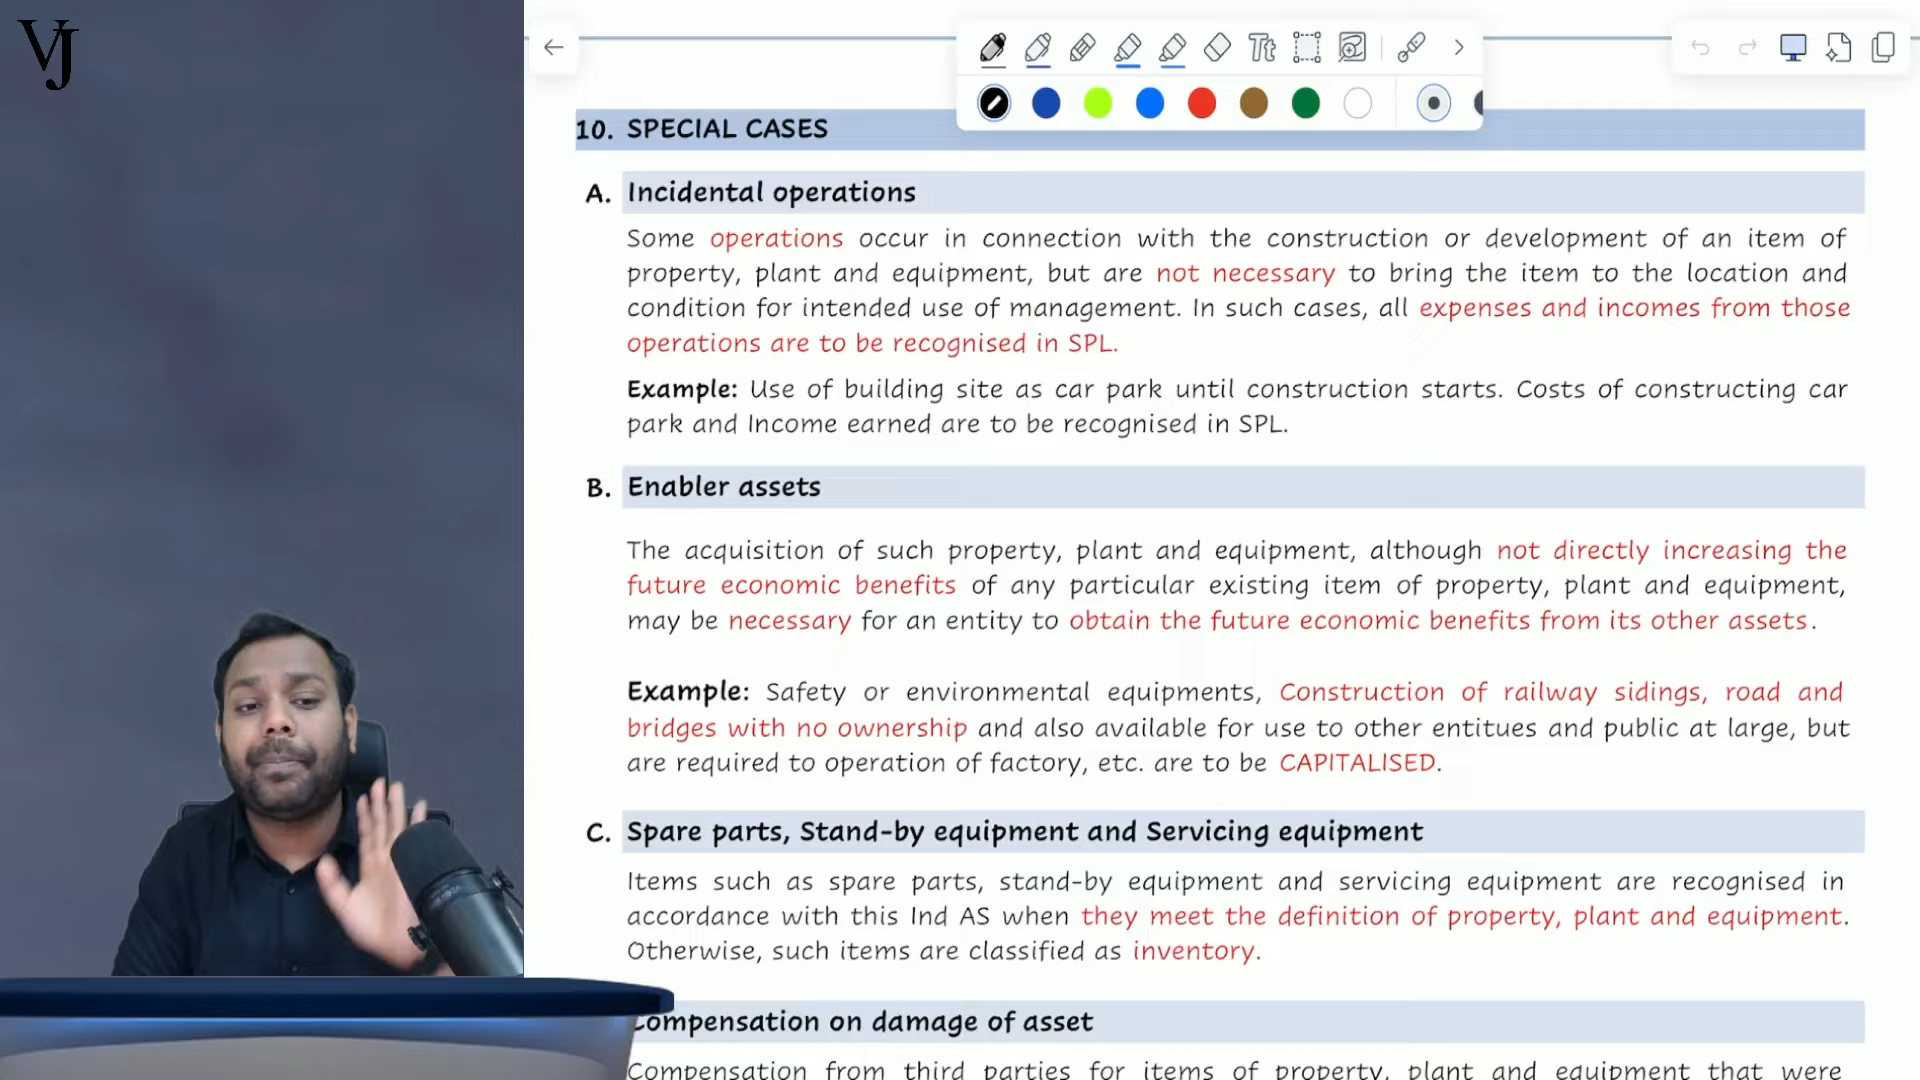 VJ
10. SPECIAL CASES
A. Incidental operations
Some operations occur in connection with the construction or development of an item of
property, plant and equipment, but are not necessary to bring the item to the location and
condition for intended use of management. In such cases, all expenses and incomes from those
operations are to be recognised in SPL.
Example: Use of building site as car park until construction starts. Costs of constructing car
park and Income earned are to be recognised in SPL.
B. Enabler assets
The acquisition of such property, plant and equipment, although not directly increasing the
future economic benefits of any particular existing item of property, plant and equipment,
may be necessary for an entity to obtain the future economic benefits from its other assets.
Example: Safety or environmental equipments, Construction of railway sidings, road and
bridges with no ownership and also available for use to other entitues and public at large, but
are required to operation of factory, etc. are to be CAPITALISED.
C. Spare parts, Stand-by equipment and Servicing equipment
Items such as spare parts, stand-by equipment and servicing equipment are recognised in
accordance with this Ind AS when they meet the definition of property, plant and equipment.
Otherwise, such items are classified as inventory.
Compensation on damage of asset
Compensation from third parties for items of property, plant and equipment that were